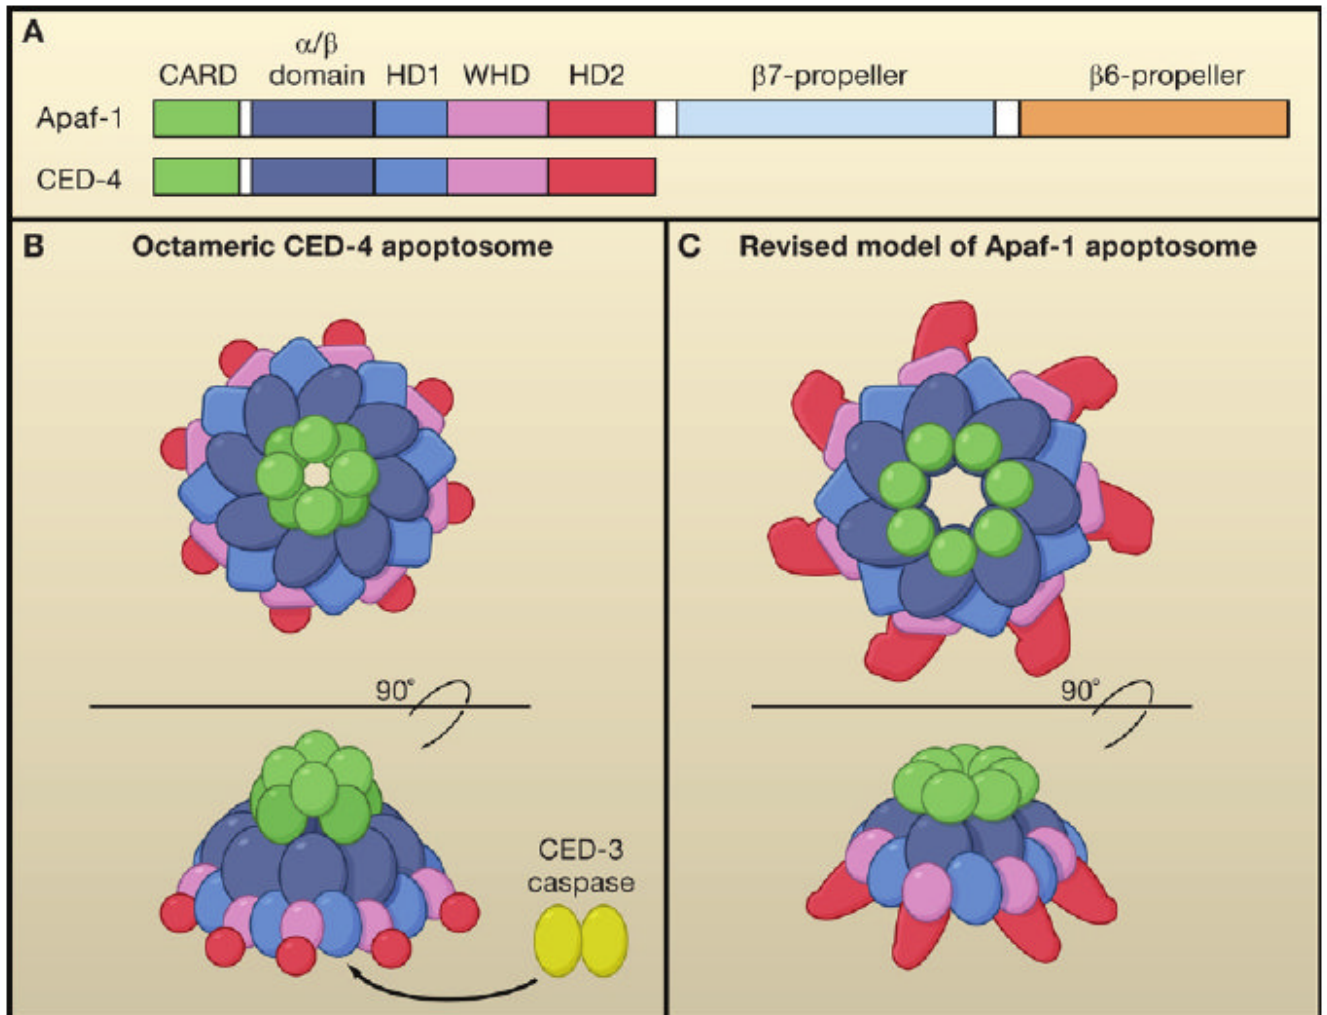 A
α/β
CARD domain HD1 WHD HD2 β7-propeller β6-propeller
Apaf-1
CED-4
B Octameric CED-4 apoptosome
90°
CED-3
caspase
C Revised model of Apaf-1 apoptosome
90°